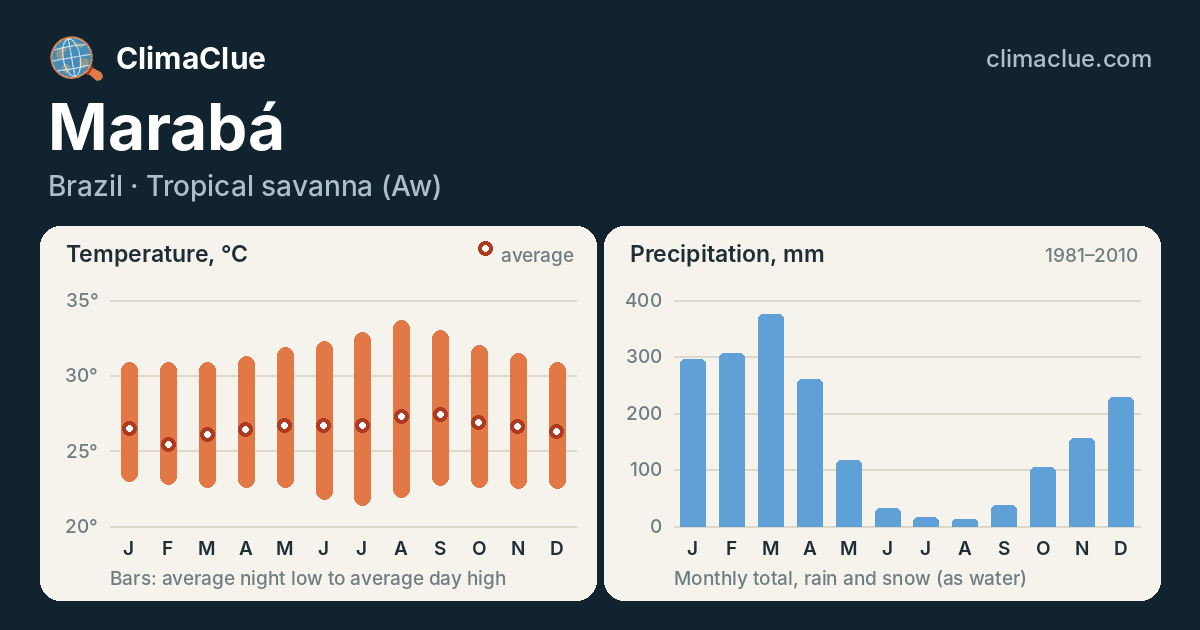 ClimaClue
climaclue.com
Marabá
Brazil · Tropical savanna (Aw)
Temperature, °C
average
35°
30°
25°
20°
J F M A M J J A S O N D
Bars: average night low to average day high
Precipitation, mm
1981–2010
400
300
200
100
0
J F M A M J J A S O N D
Monthly total, rain and snow (as water)